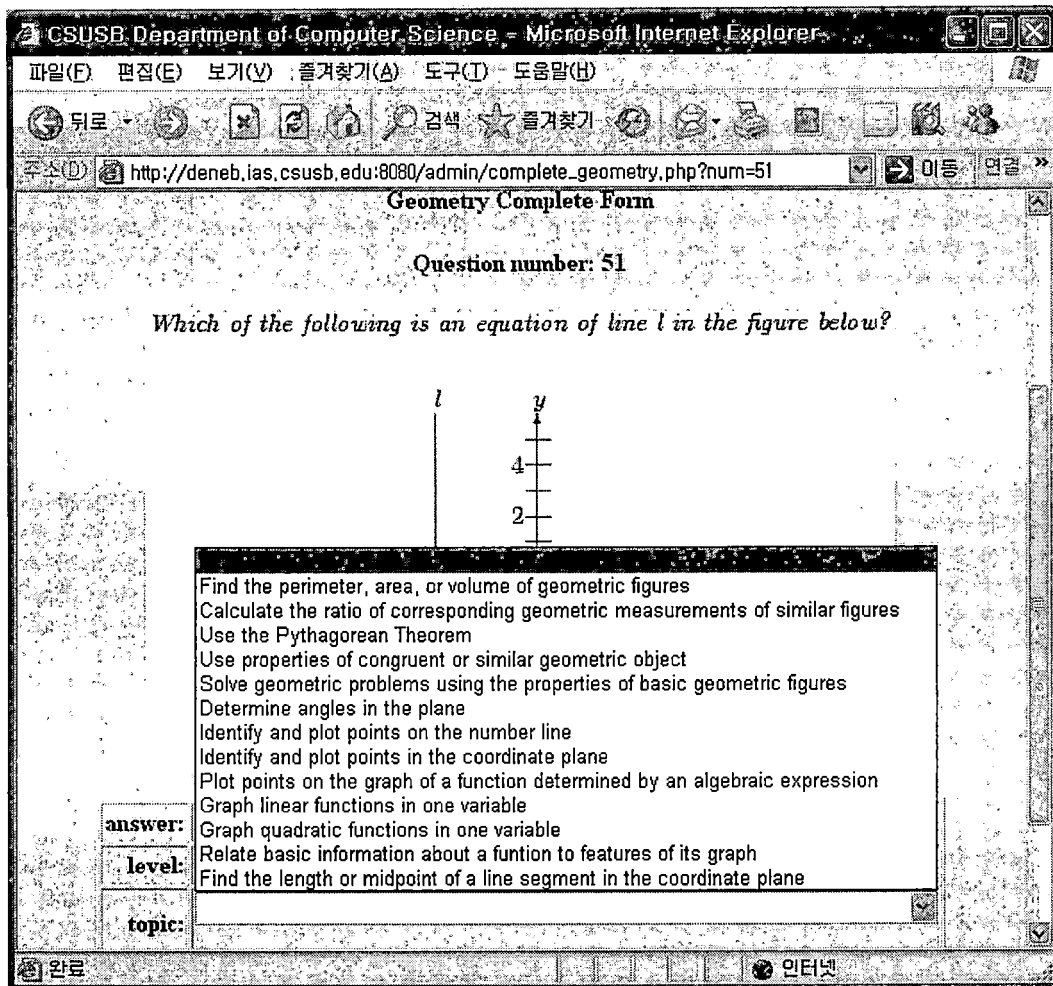 CSUSB Department of Computer Science - Microsoft Internet Explorer
파일(F) 편집(E) 보기(V) 즐겨찾기(A) 도구(T) 도움말(H)
뒤로 검색 즐겨찾기
주소(D) http://deneb.ias.csusb.edu:8080/admin/complete_geometry.php?num=51 이동 연결 »
Geometry Complete Form
Question number: 51
Which of the following is an equation of line l in the figure below?
l y
4
2
Find the perimeter, area, or volume of geometric figures
Calculate the ratio of corresponding geometric measurements of similar figures
Use the Pythagorean Theorem
Use properties of congruent or similar geometric object
Solve geometric problems using the properties of basic geometric figures
Determine angles in the plane
Identify and plot points on the number line
Identify and plot points in the coordinate plane
Plot points on the graph of a function determined by an algebraic expression
Graph linear functions in one variable
Graph quadratic functions in one variable
Relate basic information about a funtion to features of its graph
Find the length or midpoint of a line segment in the coordinate plane
answer:
level:
topic:
완료 인터넷